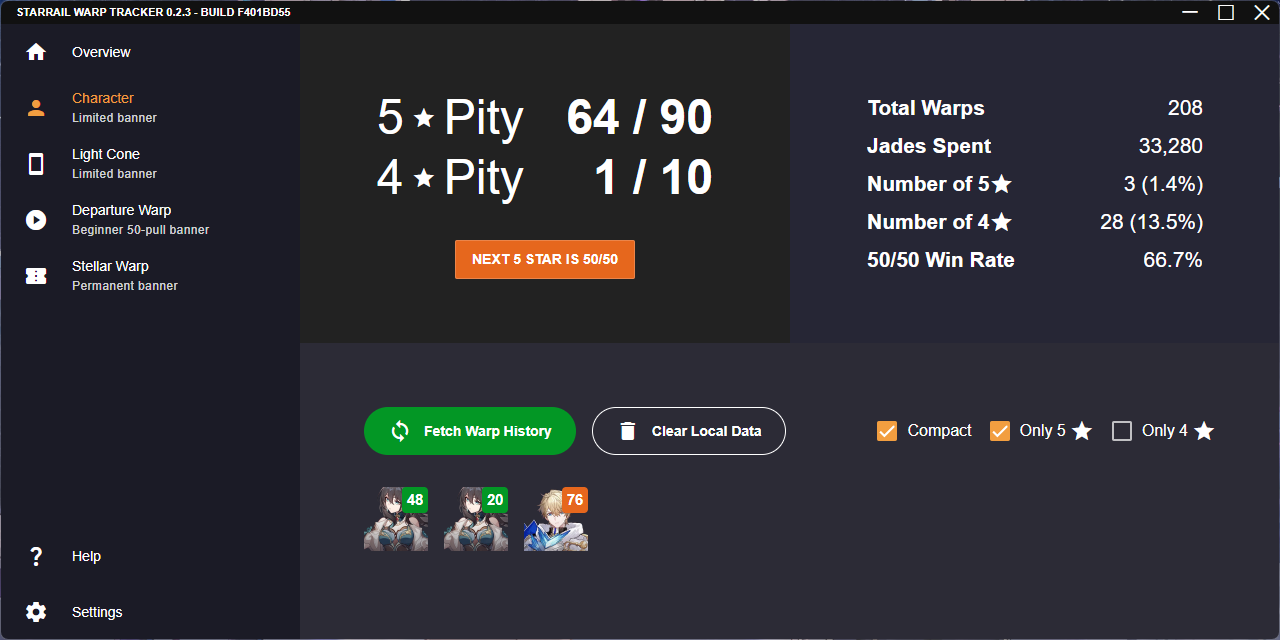 STARRAIL WARP TRACKER 0.2.3 - BUILD F401BD55
Overview
Character
Limited banner
Light Cone
Limited banner
Departure Warp
Beginner 50-pull banner
Stellar Warp
Permanent banner
Help
Settings
5 ★ Pity 64 / 90
4 ★ Pity 1 / 10
NEXT 5 STAR IS 50/50
Total Warps 208
Jades Spent 33,280
Number of 5★ 3 (1.4%)
Number of 4★ 28 (13.5%)
50/50 Win Rate 66.7%
Fetch Warp History
Clear Local Data
Compact
Only 5 ★
Only 4 ★
48
20
76